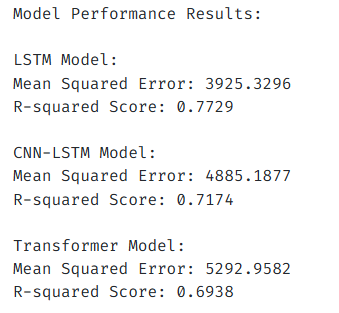 Model Performance Results:
LSTM Model:
Mean Squared Error: 3925.3296
R-squared Score: 0.7729
CNN-LSTM Model:
Mean Squared Error: 4885.1877
R-squared Score: 0.7174
Transformer Model:
Mean Squared Error: 5292.9582
R-squared Score: 0.6938